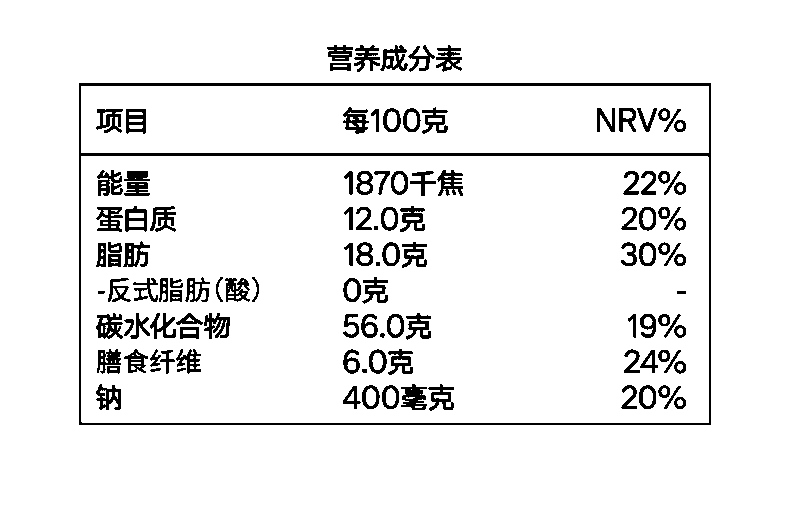 营养成分表
项目 每100克 NRV%
能量 1870千焦 22%
蛋白质 12.0克 20%
脂肪 18.0克 30%
-反式脂肪(酸) 0克 -
碳水化合物 56.0克 19%
膳食纤维 6.0克 24%
钠 400毫克 20%